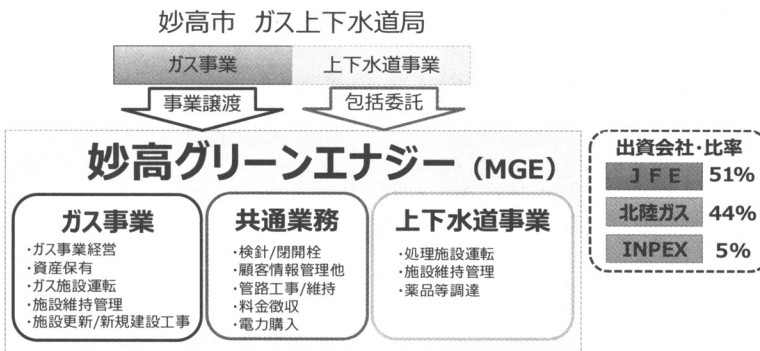 妙高市 ガス上下水道局
ガス事業 上下水道事業
事業譲渡 包括委託
妙高グリーンエナジー（MGE）
ガス事業
・ガス事業経営
・資産保有
・ガス施設運転
・施設維持管理
・施設更新/新規建設工事
共通業務
・検針/閉開栓
・顧客情報管理他
・管路工事/維持
・料金徴収
・電力購入
上下水道事業
・処理施設運転
・施設維持管理
・薬品等調達
出資会社・比率
ＪＦＥ 51%
北陸ガス 44%
INPEX 5%